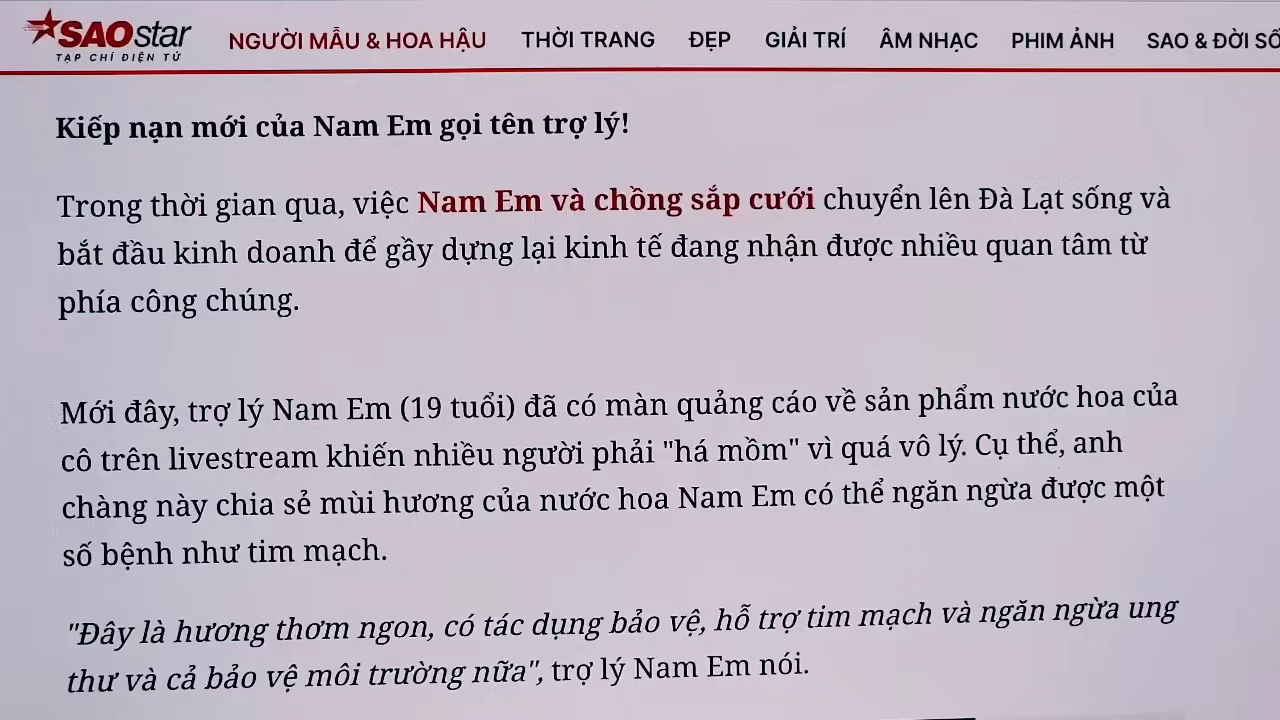 SAOstar
TẠP CHÍ ĐIỆN TỬ
NGƯỜI MẪU & HOA HẬU THỜI TRANG ĐẸP GIẢI TRÍ ÂM NHẠC PHIM ẢNH SAO & ĐỜI SỐ
Kiếp nạn mới của Nam Em gọi tên trợ lý!
Trong thời gian qua, việc Nam Em và chồng sắp cưới chuyển lên Đà Lạt sống và
bắt đầu kinh doanh để gầy dựng lại kinh tế đang nhận được nhiều quan tâm từ
phía công chúng.
Mới đây, trợ lý Nam Em (19 tuổi) đã có màn quảng cáo về sản phẩm nước hoa của
cô trên livestream khiến nhiều người phải "há mồm" vì quá vô lý. Cụ thể, anh
chàng này chia sẻ mùi hương của nước hoa Nam Em có thể ngăn ngừa được một
số bệnh như tim mạch.
"Đây là hương thơm ngon, có tác dụng bảo vệ, hỗ trợ tim mạch và ngăn ngừa ung
thư và cả bảo vệ môi trường nữa", trợ lý Nam Em nói.